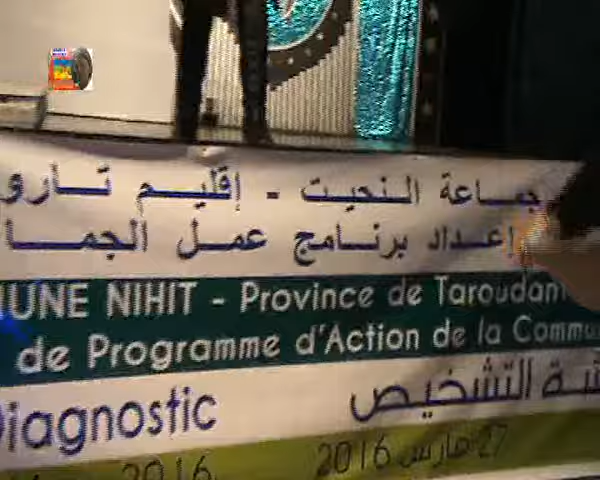 جماعة النحيت - إقليم تارو
إعداد برنامج عمل الجما
UNE NIHIT - Province de Taroudan
de Programme d'Action de la Commu
Diagnostic
شة التشخيص
2016
27 مارس 2016